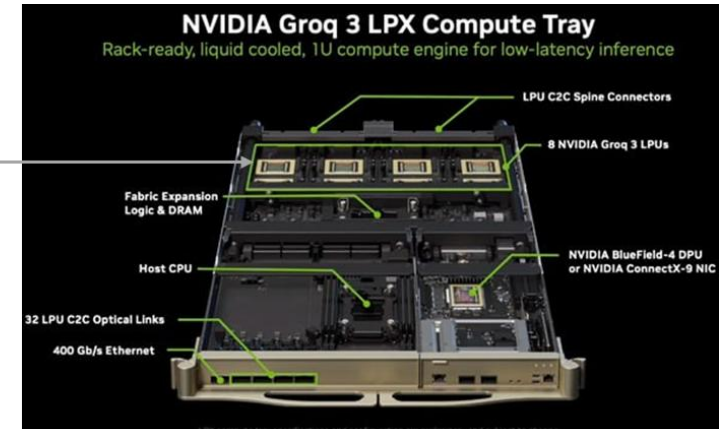 NVIDIA Groq 3 LPX Compute Tray
Rack-ready, liquid cooled, 1U compute engine for low-latency inference
LPU C2C Spine Connectors
8 NVIDIA Groq 3 LPUs
Fabric Expansion
Logic & DRAM
Host CPU
NVIDIA BlueField-4 DPU
or NVIDIA ConnectX-9 NIC
32 LPU C2C Optical Links
400 Gb/s Ethernet